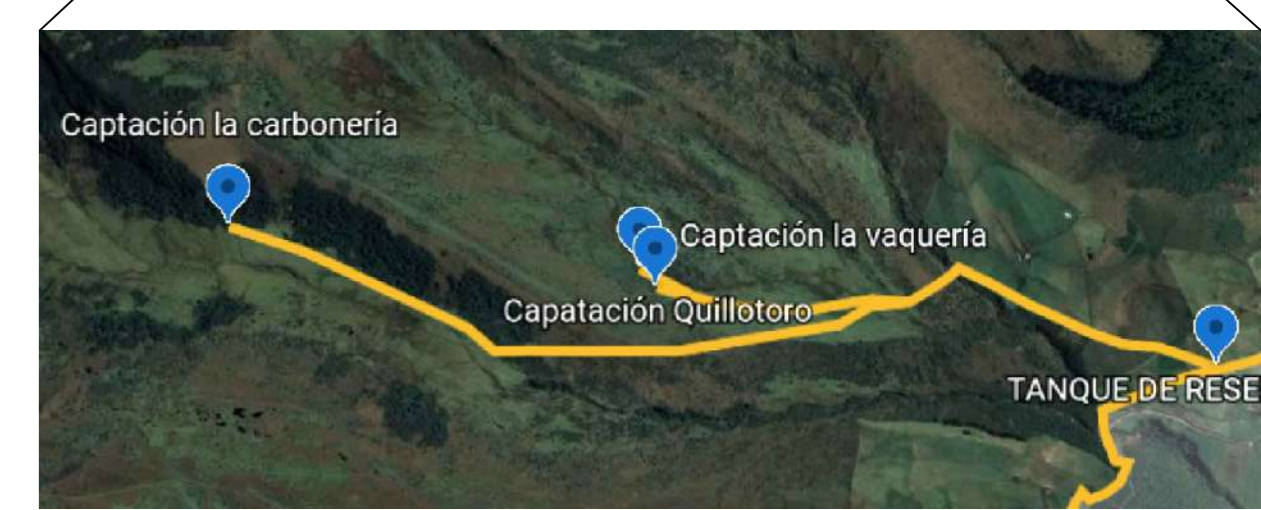 Captación la carbonería
Captación la vaquería
Capatación Quillotoro
TANQUE DE RESE